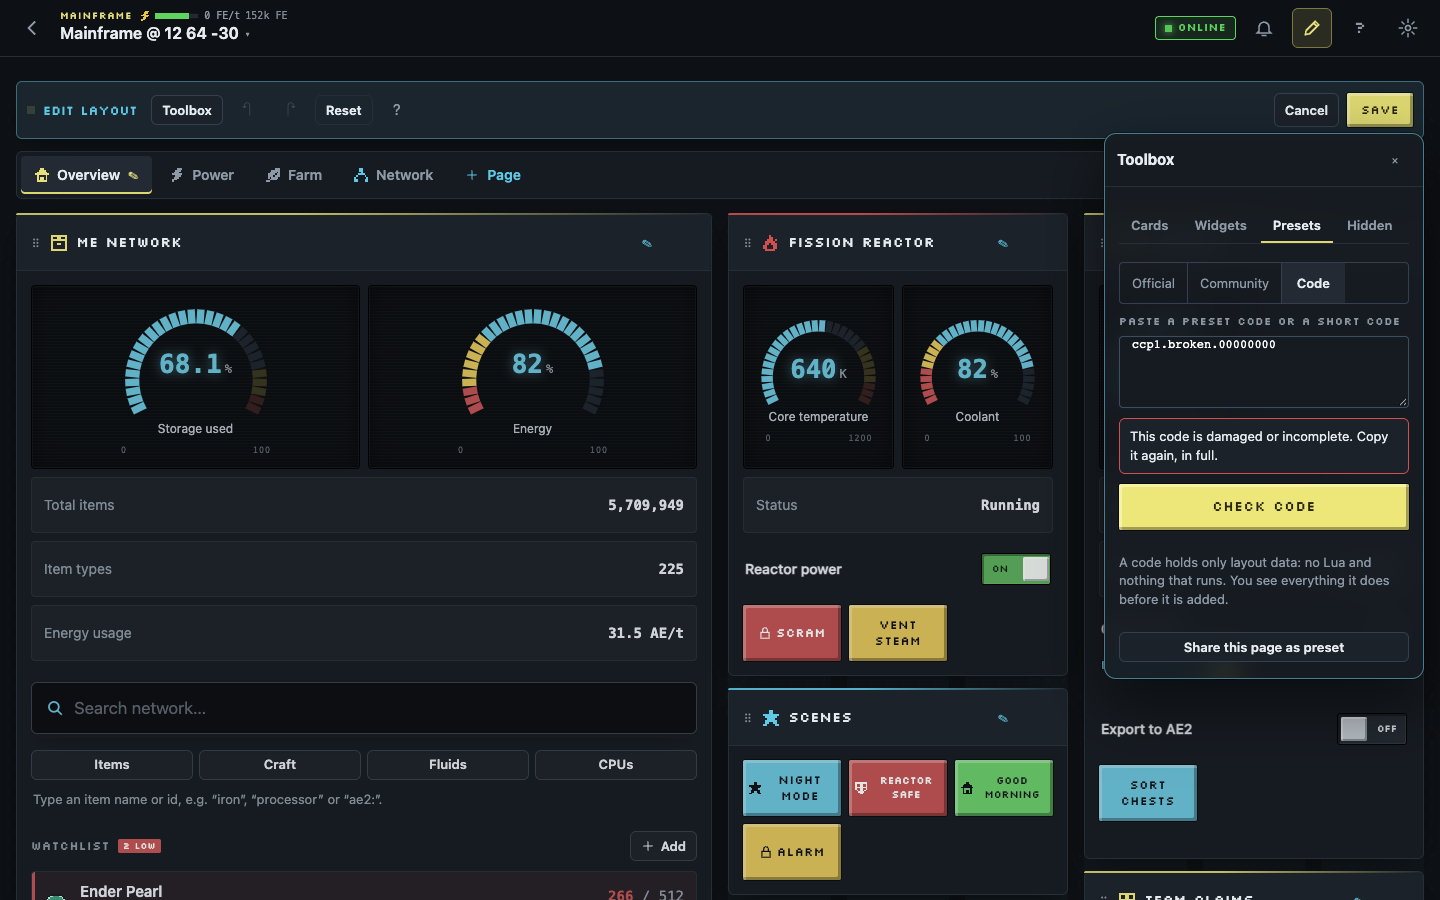 MAINFRAME 0 FE/t 152k FE
Mainframe @ 12 64 -30
ONLINE
?
EDIT LAYOUT
Toolbox
Reset
?
Cancel
SAVE
Overview
Power
Farm
Network
+ Page
ME NETWORK
68.1 %
Storage used
0 100
82 %
Energy
0 100
Total items 5,709,949
Item types 225
Energy usage 31.5 AE/t
Search network...
Items
Craft
Fluids
CPUs
Type an item name or id, e.g. “iron”, “processor” or “ae2:”.
WATCHLIST 2 LOW
+ Add
Ender Pearl
266 / 512
FISSION REACTOR
640 K
Core temperature
0 1200
82 %
Coolant
0 100
Status Running
Reactor power ON
SCRAM
VENT
STEAM
SCENES
NIGHT
MODE
REACTOR
SAFE
GOOD
MORNING
ALARM
Toolbox
×
Cards
Widgets
Presets
Hidden
Official
Community
Code
PASTE A PRESET CODE OR A SHORT CODE
ccp1.broken.00000000
This code is damaged or incomplete. Copy
it again, in full.
CHECK CODE
A code holds only layout data: no Lua and
nothing that runs. You see everything it does
before it is added.
Share this page as preset
Export to AE2 OFF
SORT
CHESTS
TEAM CLAIMS